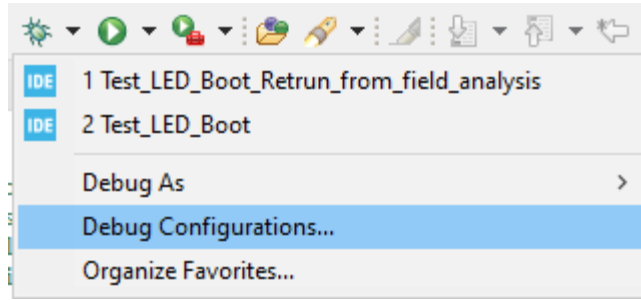 IDE 1 Test_LED_Boot_Retrun_from_field_analysis
IDE 2 Test_LED_Boot
Debug As
Debug Configurations...
Organize Favorites...